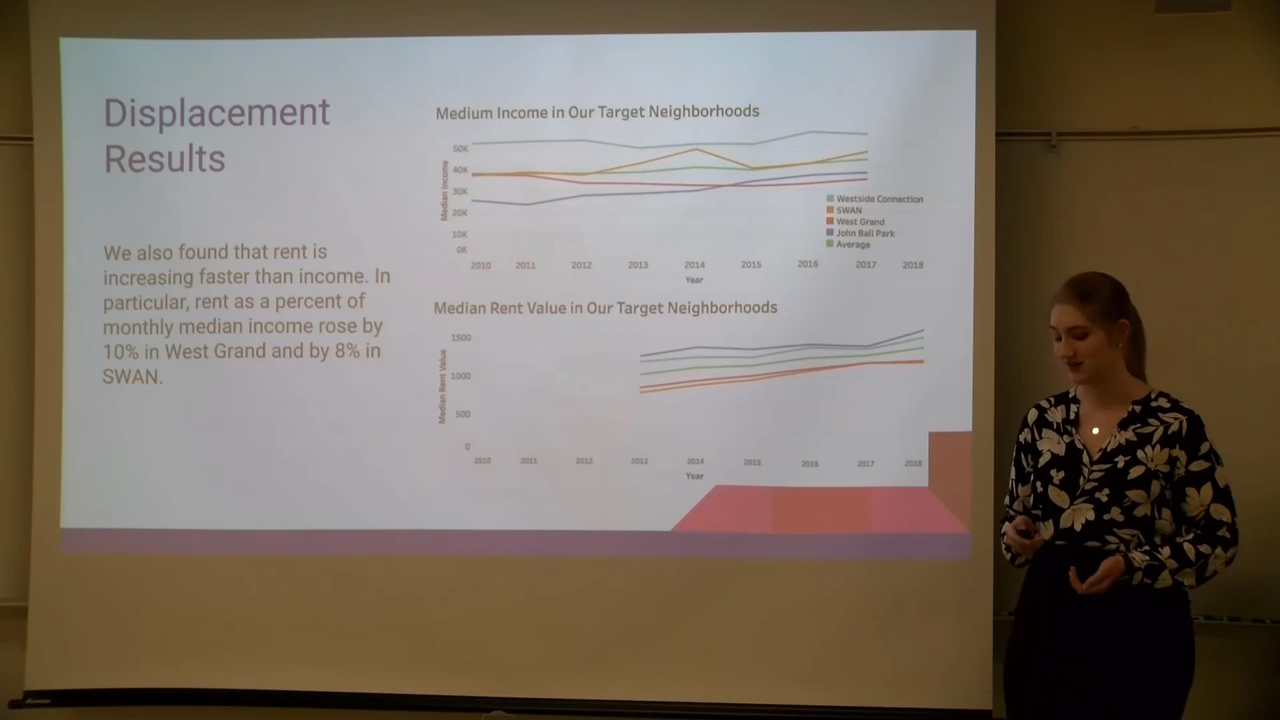 Displacement
Results
We also found that rent is
increasing faster than income. In
particular, rent as a percent of
monthly median income rose by
10% in West Grand and by 8% in
SWAN.
Medium Income in Our Target Neighborhoods
Median Income
50K
40K
30K
20K
10K
0K
2010 2011 2012 2013 2014 2015 2016 2017 2018
Year
Westside Connection
SWAN
West Grand
John Ball Park
Average
Median Rent Value in Our Target Neighborhoods
Median Rent Value
1500
1000
500
0
2010 2011 2012 2013 2014 2015 2016 2017 2018
Year